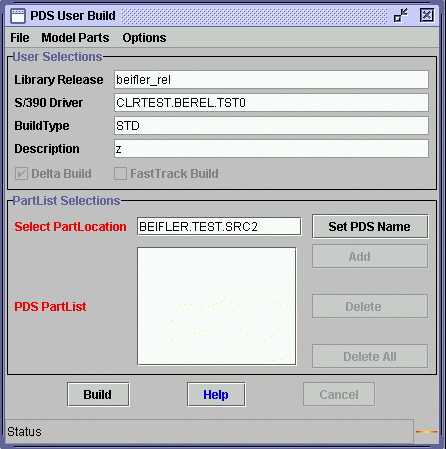 PDS User Build
File Model Parts Options
User Selections
Library Release beifler_rel
S/390 Driver CLRTEST.BEREL.TST0
BuildType STD
Description z
Delta Build FastTrack Build
PartList Selections
Select PartLocation BEIFLER.TEST.SRC2 Set PDS Name
Add
PDS PartList Delete
Delete All
Build Help Cancel
Status